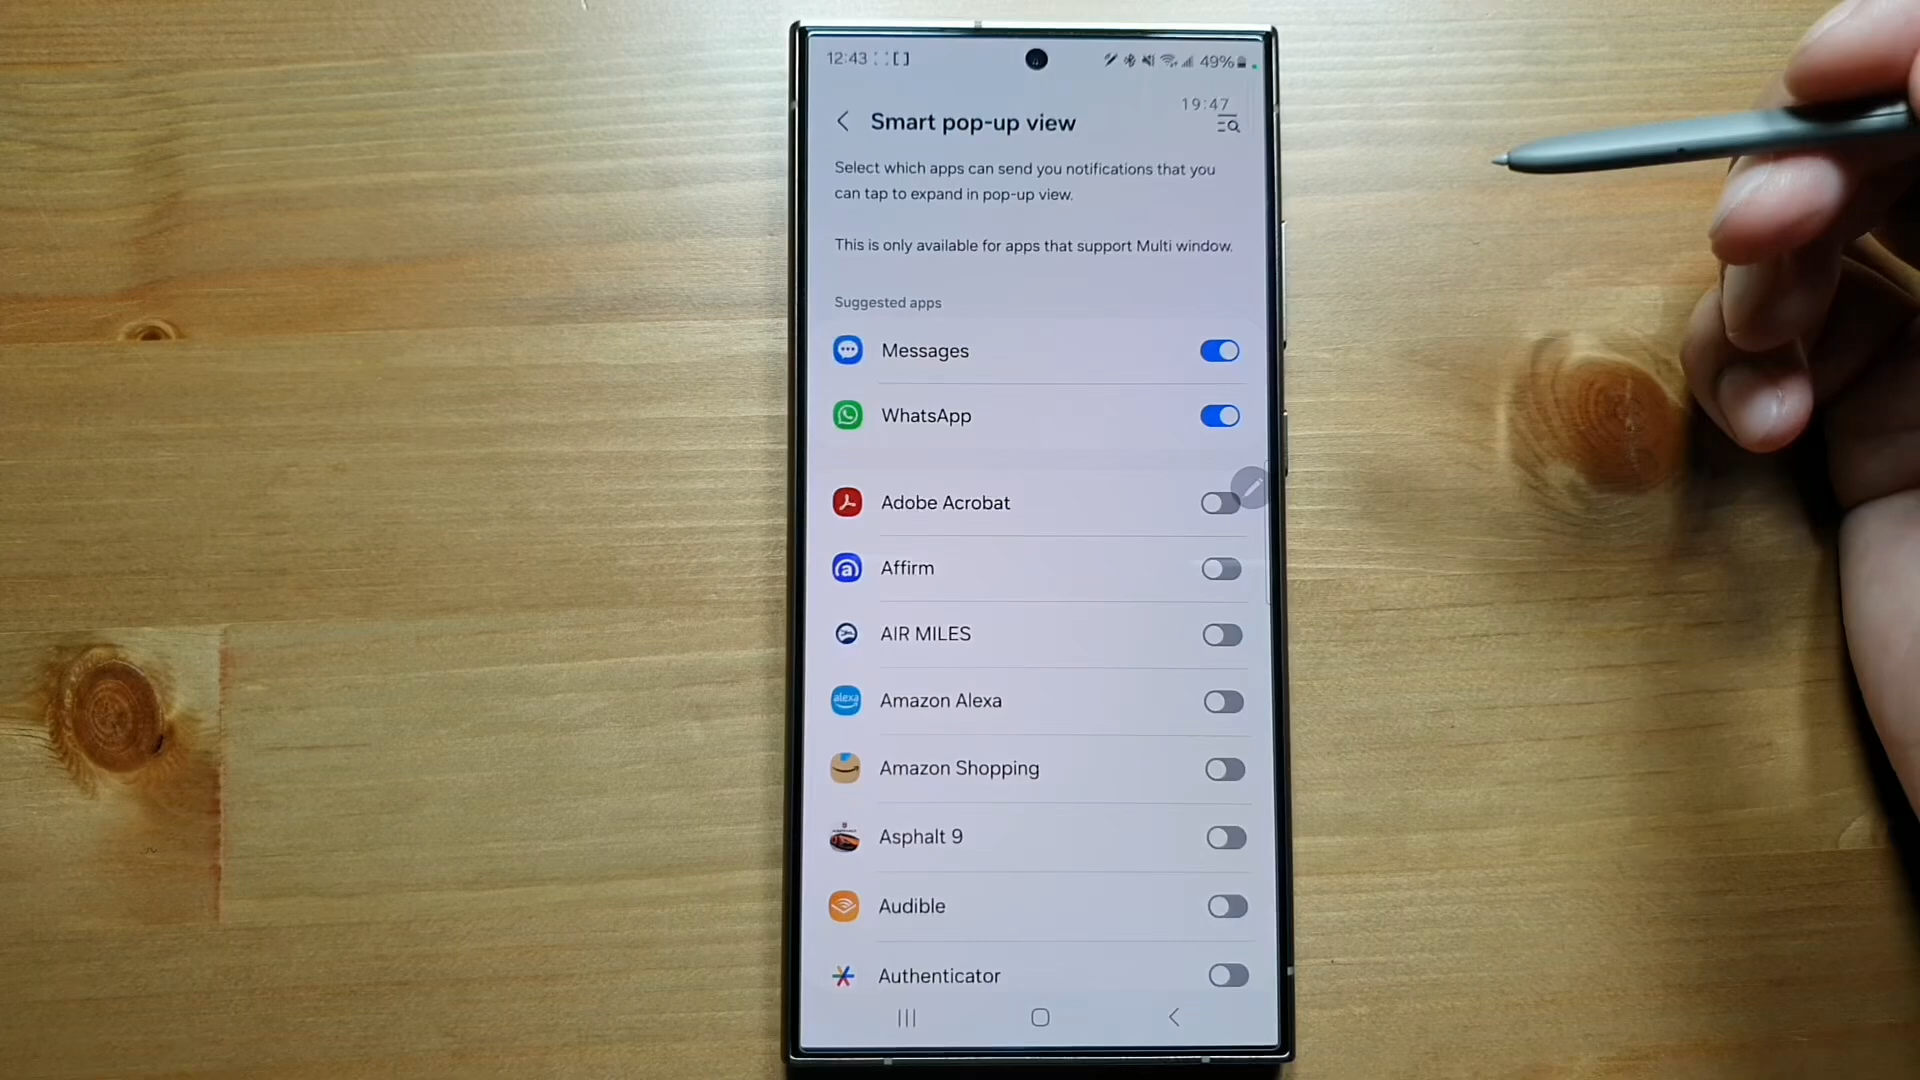 12:43
49%
19:47
Smart pop-up view
Select which apps can send you notifications that you
can tap to expand in pop-up view.
This is only available for apps that support Multi window.
Suggested apps
Messages
WhatsApp
Adobe Acrobat
Affirm
AIR MILES
alexa
Amazon Alexa
Amazon Shopping
Asphalt 9
Audible
Authenticator